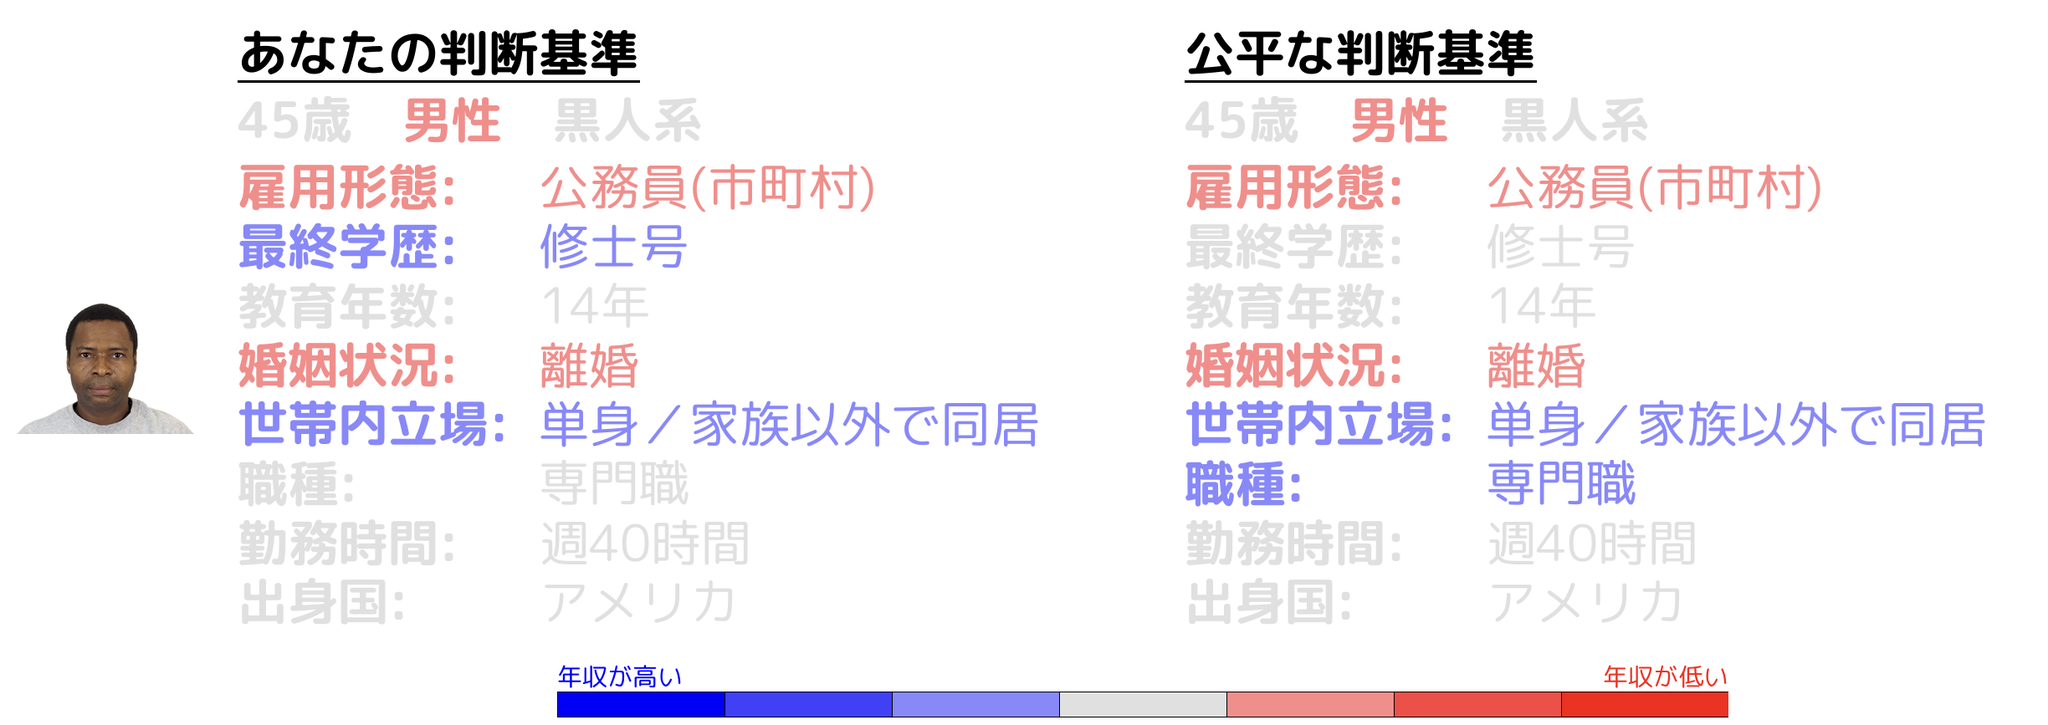 あなたの判断基準
45歳 男性 黒人系
雇用形態: 公務員(市町村)
最終学歴: 修士号
教育年数: 14年
婚姻状況: 離婚
世帯内立場: 単身／家族以外で同居
職種: 専門職
勤務時間: 週40時間
出身国: アメリカ
公平な判断基準
45歳 男性 黒人系
雇用形態: 公務員(市町村)
最終学歴: 修士号
教育年数: 14年
婚姻状況: 離婚
世帯内立場: 単身／家族以外で同居
職種: 専門職
勤務時間: 週40時間
出身国: アメリカ
年収が高い
年収が低い